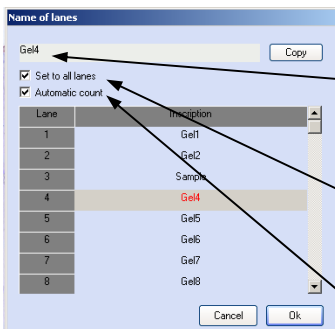 Name of lanes
Gel4 Copy
Set to all lanes
Automatic count
Lane Inscription
1 Gel1
2 Gel2
3 Sample
4 Gel4
5 Gel5
6 Gel6
7 Gel7
8 Gel8
Cancel Ok